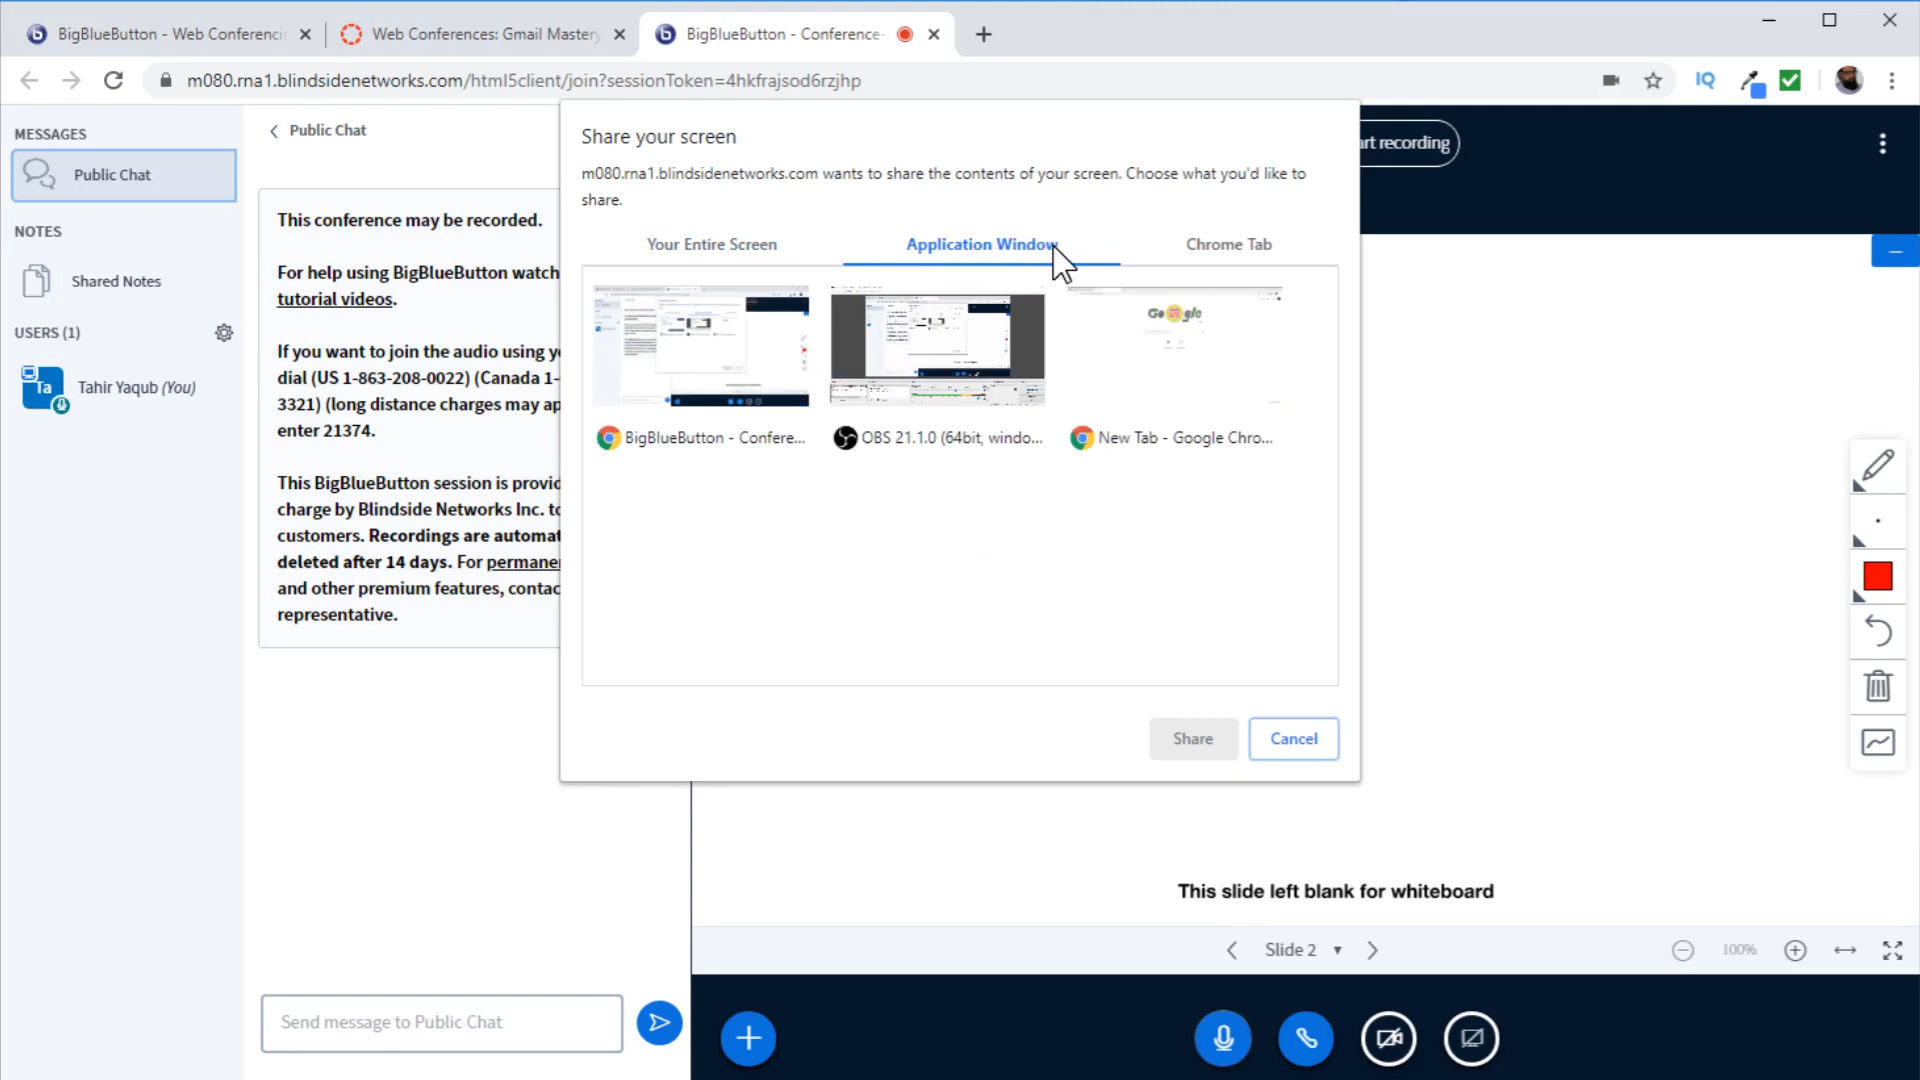 BigBlueButton - Web Conferencin
Web Conferences: Gmail Mastery
BigBlueButton - Conference-
m080.rna1.blindsidenetworks.com/html5client/join?sessionToken=4hkfrajsod6rzjhp
IQ
MESSAGES
Public Chat
NOTES
Shared Notes
USERS (1)
Ta
Tahir Yaqub (You)
Public Chat
This conference may be recorded.
For help using BigBlueButton watch
tutorial videos.
If you want to join the audio using y
dial (US 1-863-208-0022) (Canada 1-
3321) (long distance charges may ap
enter 21374.
This BigBlueButton session is provid
charge by Blindside Networks Inc. to
customers. Recordings are automat
deleted after 14 days. For permanen
and other premium features, contac
representative.
Send message to Public Chat
Share your screen
m080.rna1.blindsidenetworks.com wants to share the contents of your screen. Choose what you'd like to
share.
Your Entire Screen
Application Window
Chrome Tab
Google
BigBlueButton - Confere...
OBS 21.1.0 (64bit, windo...
New Tab - Google Chro...
Share
Cancel
art recording
This slide left blank for whiteboard
Slide 2
100%